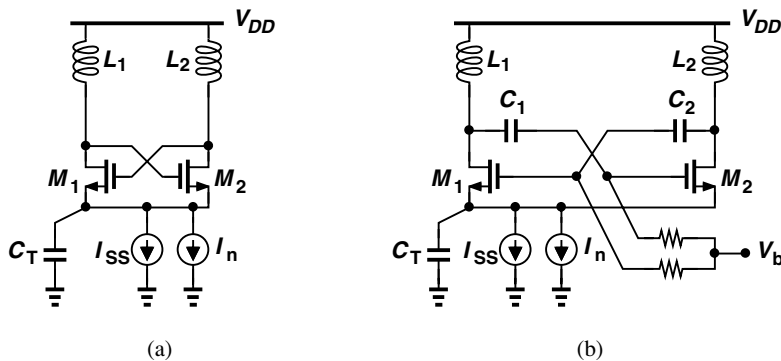 V_DD
L_1 L_2
M_1 M_2
C_T I_SS I_n
(a)
V_DD
L_1 L_2
C_1 C_2
M_1 M_2
C_T I_SS I_n V_b
(b)